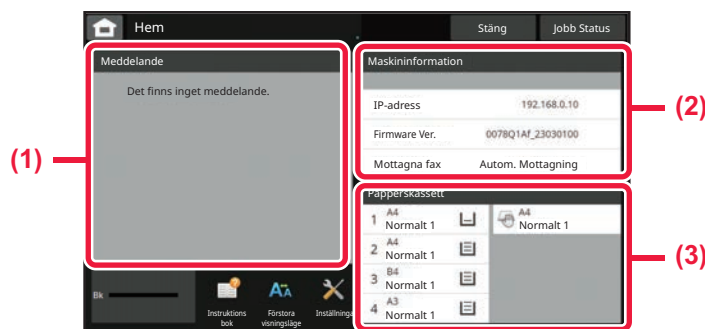 Hem
Stäng
Jobb Status
Meddelande
Det finns inget meddelande.
(1)
Maskininformation
IP-adress 192.168.0.10
Firmware Ver. 0078Q1Af_23030100
Mottagna fax Autom. Mottagning
(2)
Papperskassett
1 A4
Normalt 1
A4
Normalt 1
2 A4
Normalt 1
3 B4
Normalt 1
4 A3
Normalt 1
(3)
Bk
Instruktions
bok
AAA
Förstora
visningsläge
Inställninga